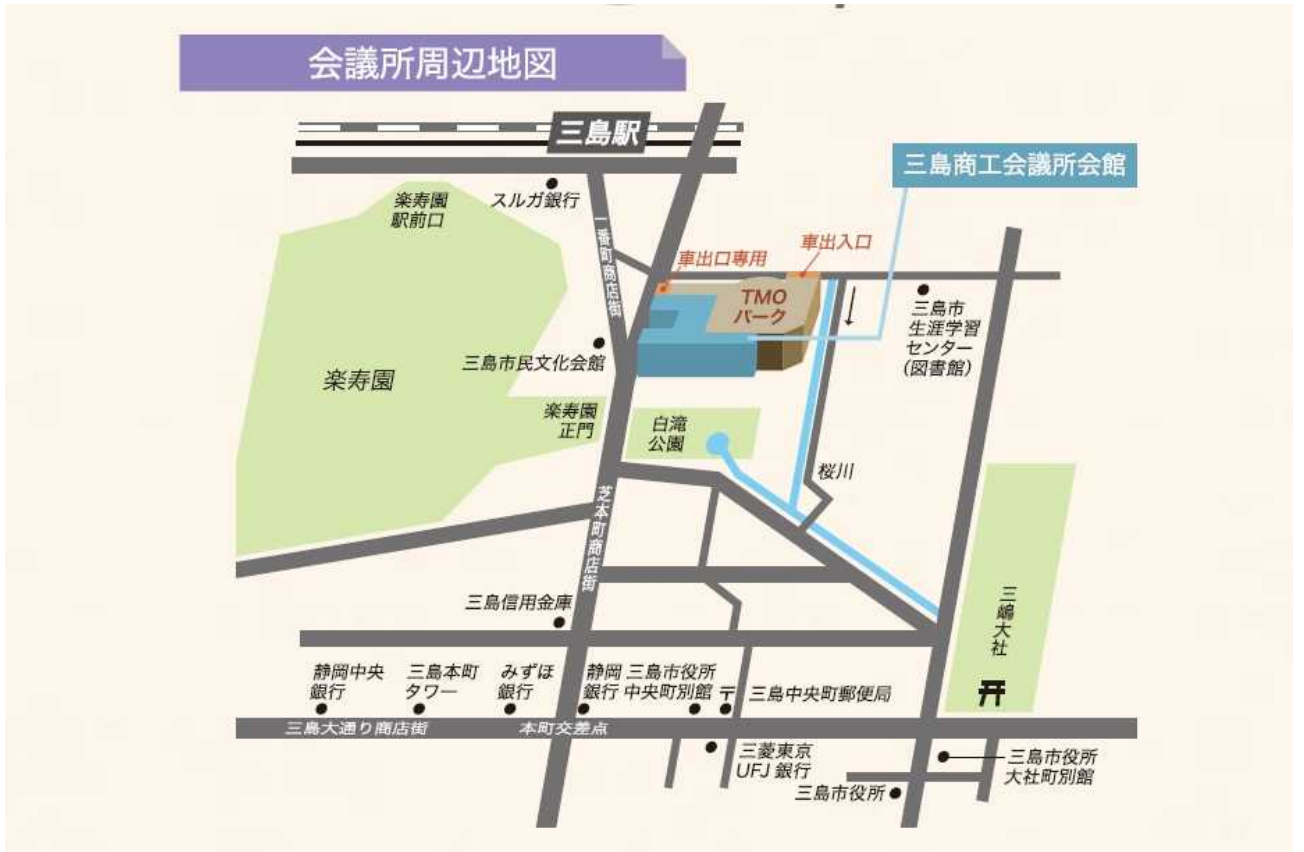 会議所周辺地図
三島駅
三島商工会議所会館
楽寿園
駅前口
スルガ銀行
一番町商店街
車出口専用
車出入口
TMO
パーク
三島市
生涯学習
センター
(図書館)
三島市民文化会館
楽寿園
楽寿園
正門
白滝
公園
桜川
芝本町商店街
三島信用金庫
三嶋大社
静岡中央
銀行
三島本町
タワー
みずほ
銀行
静岡
銀行
三島市役所
中央町別館
〒
三島中央町郵便局
三島大通り商店街
本町交差点
三菱東京
UFJ 銀行
三島市役所
大社町別館
三島市役所